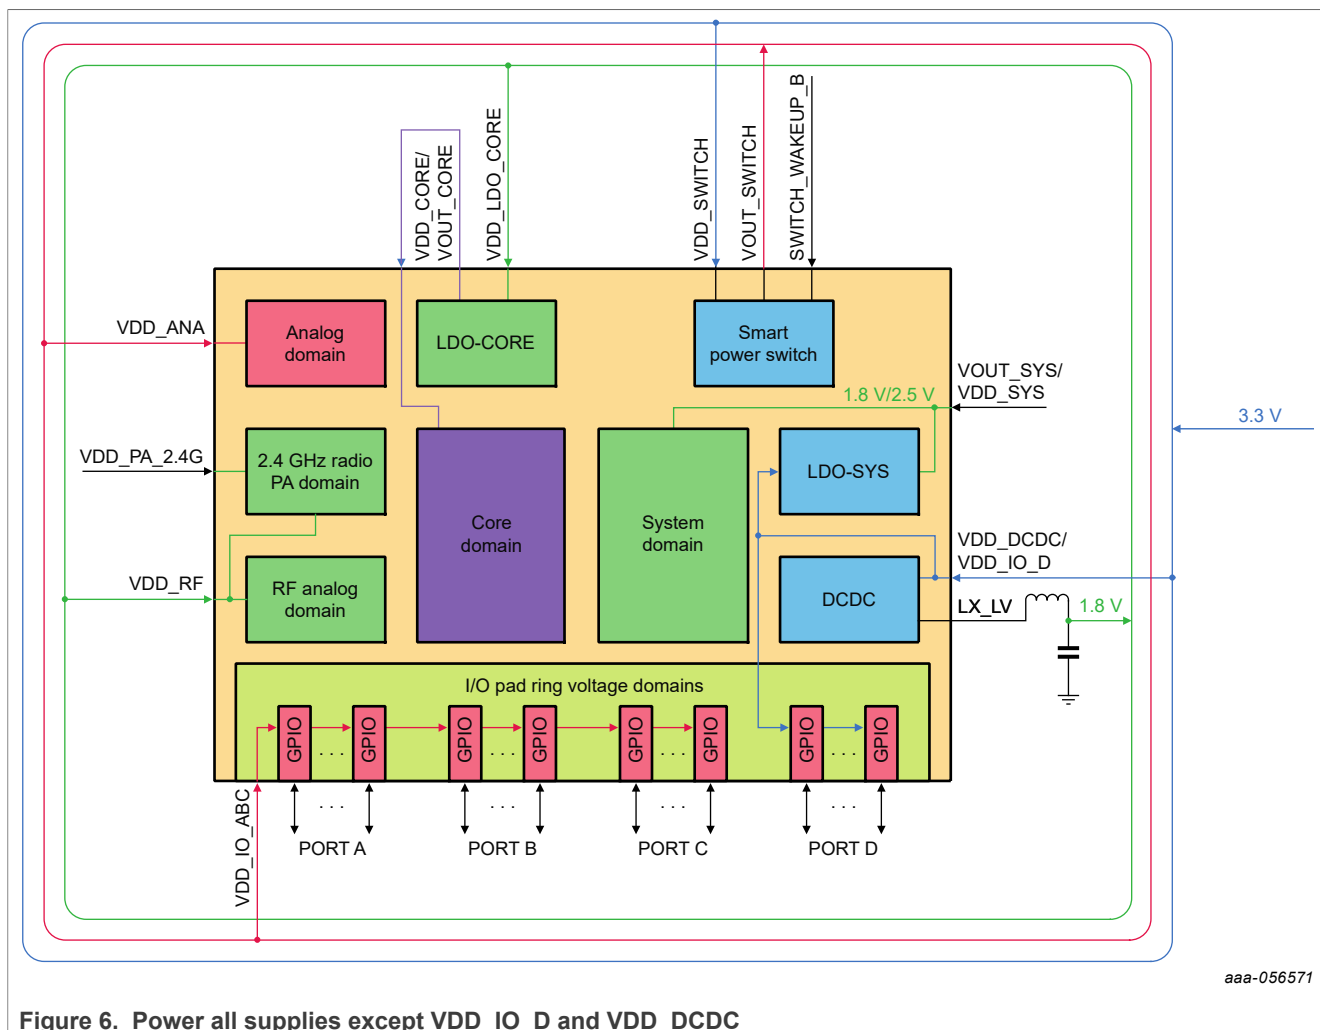 VDD_CORE/
VOUT_CORE
VDD_LDO_CORE
VDD_SWITCH
VOUT_SWITCH
SWITCH_WAKEUP_B
VDD_ANA
Analog
domain
LDO-CORE
Smart
power switch
VOUT_SYS/
VDD_SYS
1.8 V/2.5 V
3.3 V
VDD_PA_2.4G
2.4 GHz radio
PA domain
Core
domain
System
domain
LDO-SYS
VDD_DCDC/
VDD_IO_D
VDD_RF
RF analog
domain
DCDC
LX_LV
1.8 V
I/O pad ring voltage domains
GPIO
. . .
GPIO
GPIO
. . .
GPIO
GPIO
. . .
GPIO
GPIO
. . .
GPIO
VDD_IO_ABC
. . .
. . .
. . .
. . .
PORT A
PORT B
PORT C
PORT D
aaa-056571
Figure 6. Power all supplies except VDD_IO_D and VDD_DCDC